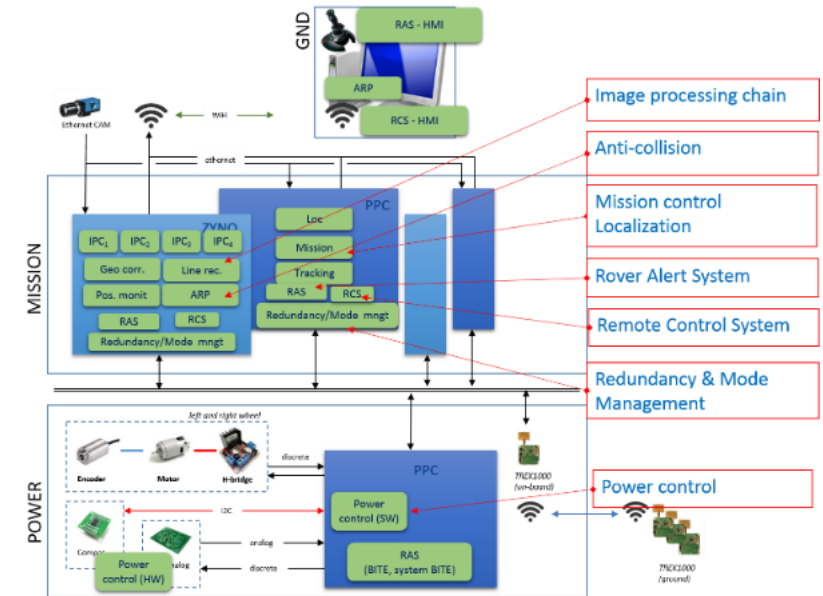 GND
RAS - HMI
ARP
RCS - HMI
Ethernet CAM
WiFi
ethernet
Image processing chain
Anti-collision
Mission control
Localization
Rover Alert System
Remote Control System
Redundancy & Mode
Management
Power control
MISSION
ZYNQ
IPC1
IPC2
IPC3
IPC4
Geo corr.
Line rec.
Pos. monit
ARP
RAS
RCS
Redundancy/Mode mngt
PPC
Loc
Mission
Tracking
RAS
RCS
Redundancy/Mode mngt
POWER
left and right wheel
Encoder
Motor
H-bridge
discrete
I2C
analog
discrete
Power
control (HW)
PPC
Power
control (SW)
RAS
(BITE, system BITE)
TREK1000
(on-board)
TREK1000
(ground)